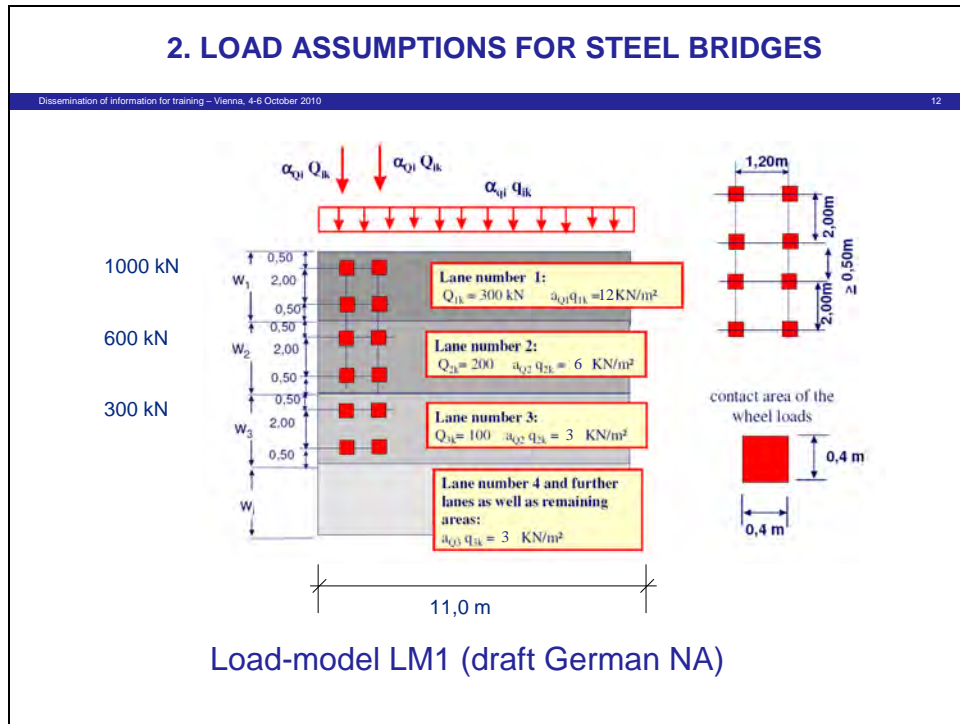 2. LOAD ASSUMPTIONS FOR STEEL BRIDGES
Dissemination of information for training – Vienna, 4-6 October 2010
12
αQi Qik
αQi Qik
αqi qik
1000 kN
600 kN
300 kN
W1
W2
W3
W
0,50
2,00
0,50
0,50
2,00
0,50
0,50
2,00
0,50
Lane number 1:
Q1k = 300 kN aQ1q1k =12KN/m²
Lane number 2:
Q2k= 200 aQ2 q2k = 6 KN/m²
Lane number 3:
Q3k= 100 aQ2 q2k = 3 KN/m²
Lane number 4 and further
lanes as well as remaining
areas:
aQ3 q3k = 3 KN/m²
11,0 m
1,20m
2,00m
≥ 0,50m
2,00m
contact area of the
wheel loads
0,4 m
0,4 m
Load-model LM1 (draft German NA)